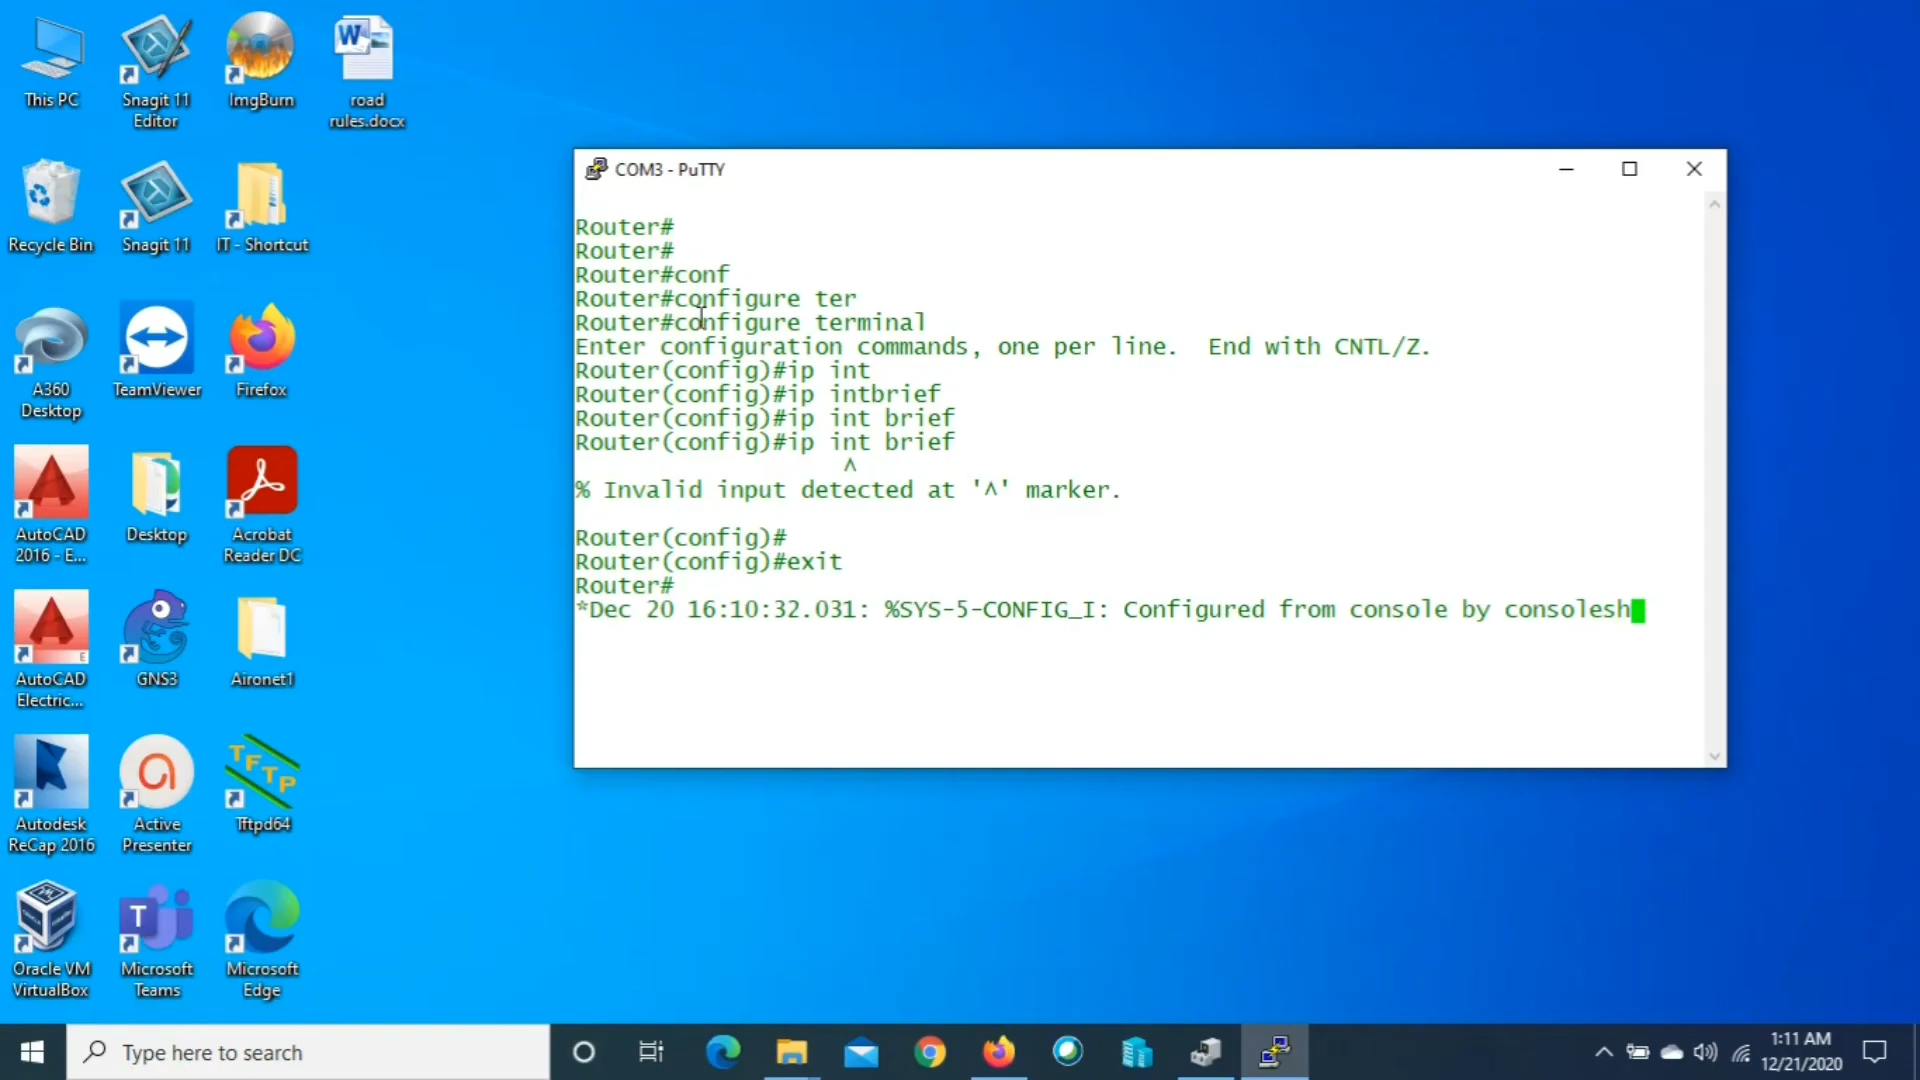 This PC
Snagit 11
Editor
ImgBurn
road
rules.docx
Recycle Bin
Snagit 11
IT - Shortcut
A360
Desktop
TeamViewer
Firefox
AutoCAD
2016 - E...
Desktop
Acrobat
Reader DC
AutoCAD
Electric...
GNS3
Aironet1
Autodesk
ReCap 2016
Active
Presenter
TFTP
Tftpd64
Oracle VM
VirtualBox
Microsoft
Teams
Microsoft
Edge
COM3 - PuTTY
Router#
Router#
Router#conf
Router#configure ter
Router#configure terminal
Enter configuration commands, one per line.  End with CNTL/Z.
Router(config)#ip int
Router(config)#ip intbrief
Router(config)#ip int brief
Router(config)#ip int brief
^
% Invalid input detected at '^' marker.
Router(config)#
Router(config)#exit
Router#
*Dec 20 16:10:32.031: %SYS-5-CONFIG_I: Configured from console by consolesh
Type here to search
1:11 AM
12/21/2020